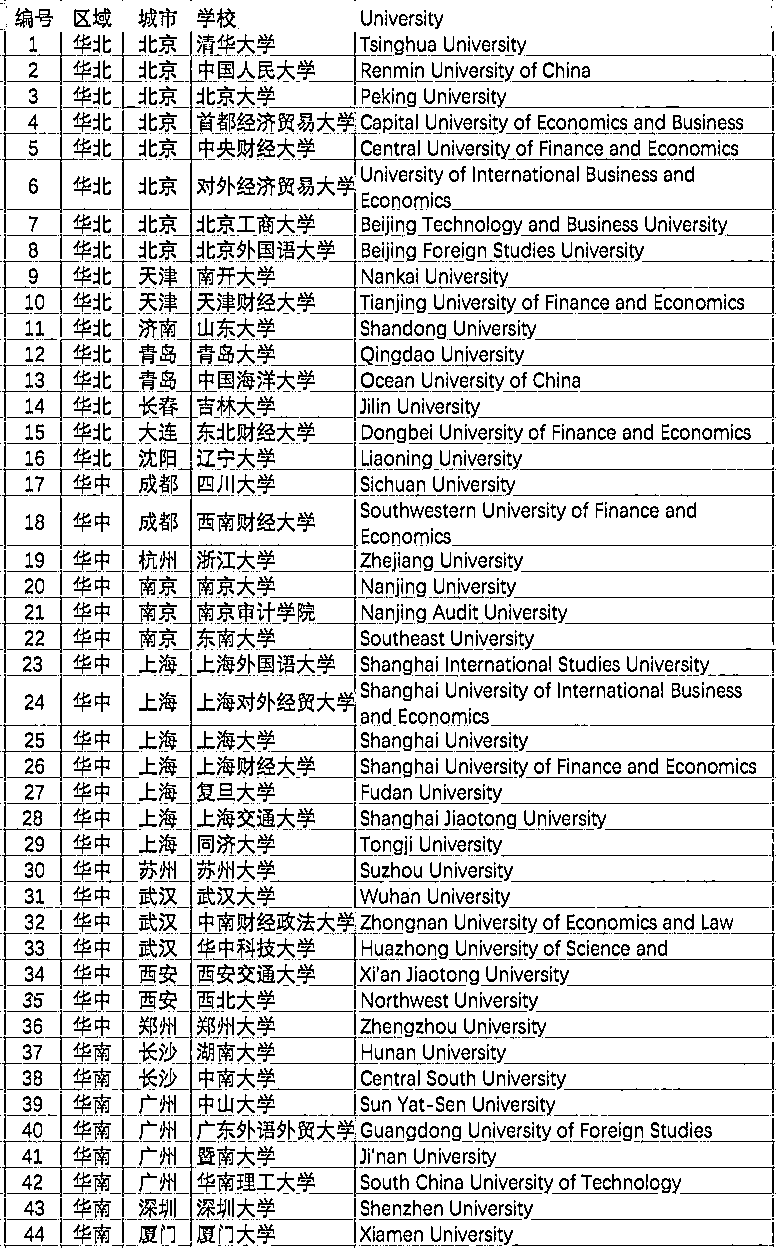 编号 区域 城市 学校 University
1 华北 北京 清华大学 Tsinghua University
2 华北 北京 中国人民大学 Renmin University of China
3 华北 北京 北京大学 Peking University
4 华北 北京 首都经济贸易大学 Capital University of Economics and Business
5 华北 北京 中央财经大学 Central University of Finance and Economics
6 华北 北京 对外经济贸易大学 University of International Business and
Economics
7 华北 北京 北京工商大学 Beijing Technology and Business University
8 华北 北京 北京外国语大学 Beijing Foreign Studies University
9 华北 天津 南开大学 Nankai University
10 华北 天津 天津财经大学 Tianjing University of Finance and Economics
11 华北 济南 山东大学 Shandong University
12 华北 青岛 青岛大学 Qingdao University
13 华北 青岛 中国海洋大学 Ocean University of China
14 华北 长春 吉林大学 Jilin University
15 华北 大连 东北财经大学 Dongbei University of Finance and Economics
16 华北 沈阳 辽宁大学 Liaoning University
17 华中 成都 四川大学 Sichuan University
18 华中 成都 西南财经大学 Southwestern University of Finance and
Economics
19 华中 杭州 浙江大学 Zhejiang University
20 华中 南京 南京大学 Nanjing University
21 华中 南京 南京审计学院 Nanjing Audit University
22 华中 南京 东南大学 Southeast University
23 华中 上海 上海外国语大学 Shanghai International Studies University
24 华中 上海 上海对外经贸大学 Shanghai University of International Business
and Economics
25 华中 上海 上海大学 Shanghai University
26 华中 上海 上海财经大学 Shanghai University of Finance and Economics
27 华中 上海 复旦大学 Fudan University
28 华中 上海 上海交通大学 Shanghai Jiaotong University
29 华中 上海 同济大学 Tongji University
30 华中 苏州 苏州大学 Suzhou University
31 华中 武汉 武汉大学 Wuhan University
32 华中 武汉 中南财经政法大学 Zhongnan University of Economics and Law
33 华中 武汉 华中科技大学 Huazhong University of Science and
34 华中 西安 西安交通大学 Xi'an Jiaotong University
35 华中 西安 西北大学 Northwest University
36 华中 郑州 郑州大学 Zhengzhou University
37 华南 长沙 湖南大学 Hunan University
38 华南 长沙 中南大学 Central South University
39 华南 广州 中山大学 Sun Yat-Sen University
40 华南 广州 广东外语外贸大学 Guangdong University of Foreign Studies
41 华南 广州 暨南大学 Ji'nan University
42 华南 广州 华南理工大学 South China University of Technology
43 华南 深圳 深圳大学 Shenzhen University
44 华南 厦门 厦门大学 Xiamen University